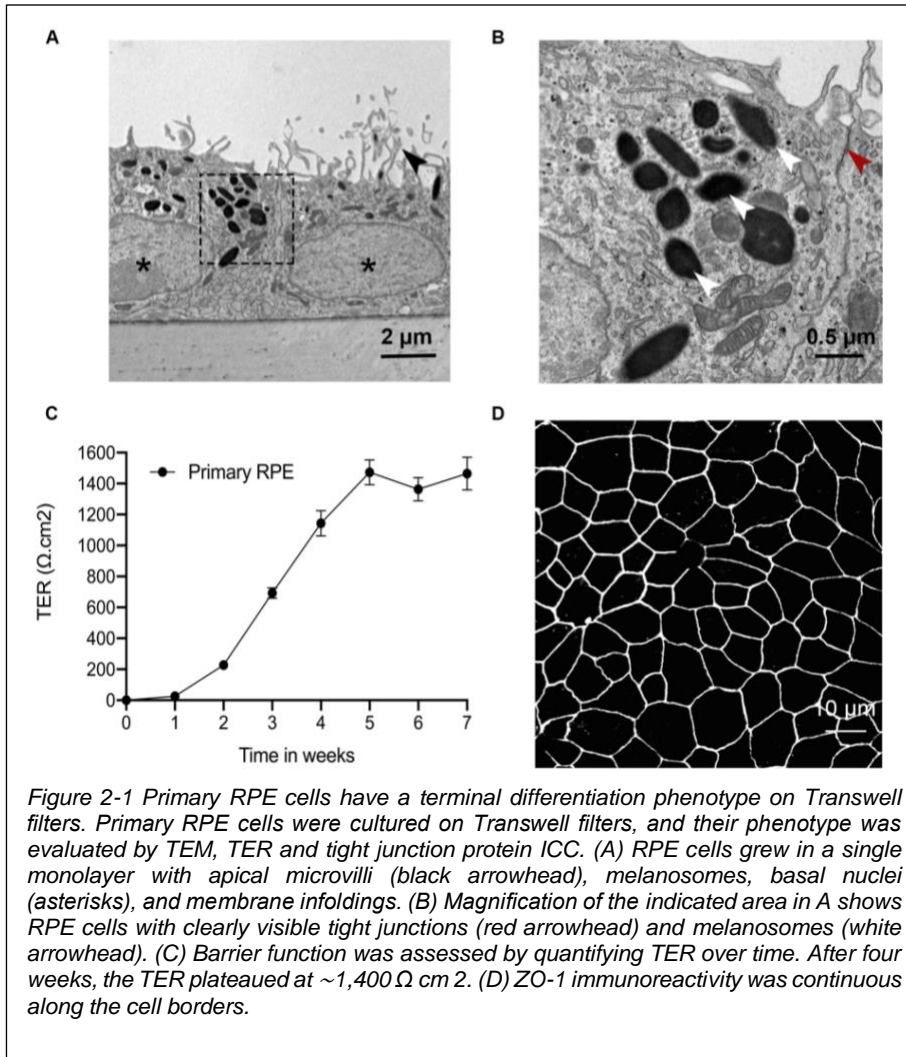 A
B
*
*
2 μm
0.5 μm
C
D
1600
1400
1200
1000
800
600
400
200
0
TER (Ω.cm2)
Primary RPE
0 1 2 3 4 5 6 7
Time in weeks
10 μm
Figure 2-1 Primary RPE cells have a terminal differentiation phenotype on Transwell
filters. Primary RPE cells were cultured on Transwell filters, and their phenotype was
evaluated by TEM, TER and tight junction protein ICC. (A) RPE cells grew in a single
monolayer with apical microvilli (black arrowhead), melanosomes, basal nuclei
(asterisks), and membrane infoldings. (B) Magnification of the indicated area in A shows
RPE cells with clearly visible tight junctions (red arrowhead) and melanosomes (white
arrowhead). (C) Barrier function was assessed by quantifying TER over time. After four
weeks, the TER plateaued at ~1,400 Ω cm 2. (D) ZO-1 immunoreactivity was continuous
along the cell borders.